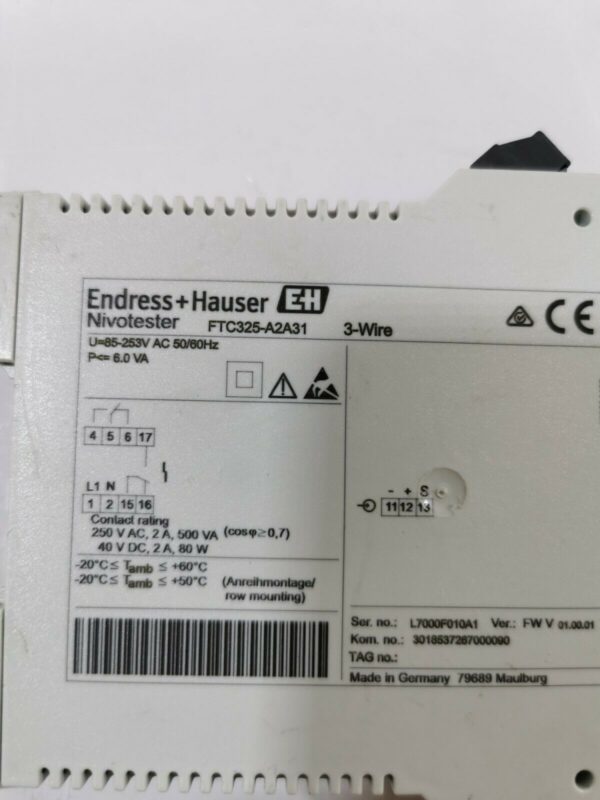 Endress+Hauser EH
Nivotester FTC325-A2A31 3-Wire
U=85-253V AC 50/60Hz
P<= 6.0 VA
CE
4 5 6 17
L1 N
1 2 15 16
Contact rating
250 V AC, 2 A, 500 VA (cosφ≥0,7)
40 V DC, 2 A, 80 W
-20°C≤ Tamb ≤ +60°C
-20°C≤ Tamb ≤ +50°C (Anreihmontage/
row mounting)
- + S
11 12 13
Ser. no.: L7000F010A1 Ver.: FW V 01.00.01
Kom. no.: 3018537267000090
TAG no.:
Made in Germany 79689 Maulburg